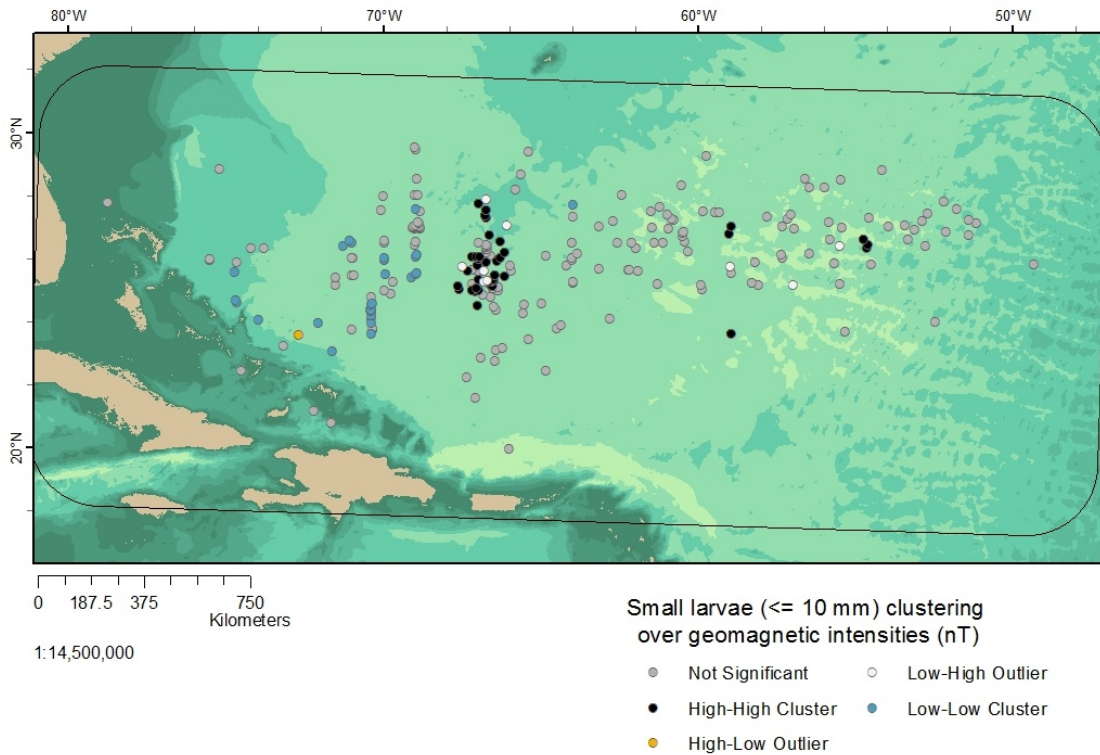 80°W 70°W 60°W 50°W
30°N
20°N
0 187.5 375 750
Kilometers
1:14,500,000
Small larvae (<= 10 mm) clustering
over geomagnetic intensities (nT)
Not Significant Low-High Outlier
High-High Cluster Low-Low Cluster
High-Low Outlier